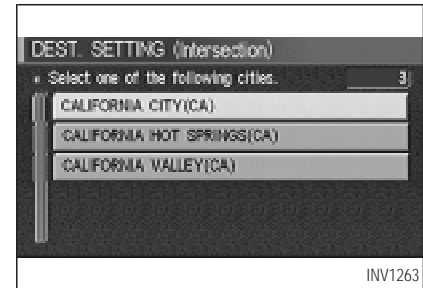 DEST. SETTING (Intersection)
Select one of the following cities. 3
CALIFORNIA CITY(CA)
CALIFORNIA HOT SPRINGS(CA)
CALIFORNIA VALLEY(CA)
INV1263